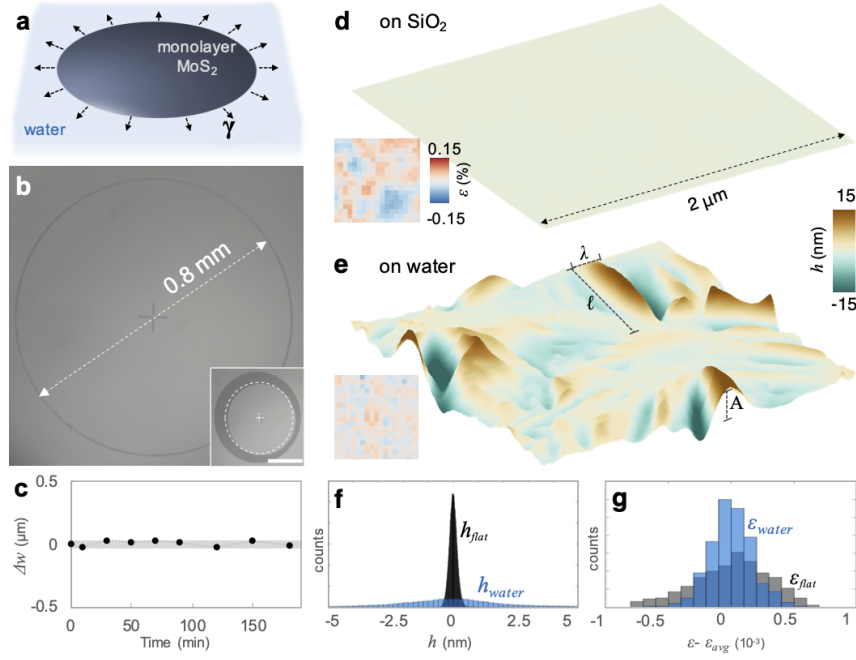 a
monolayer
MoS₂
water
γ
b
0.8 mm
c
0.5
0
-0.5
Δw (μm)
0
50
100
150
Time (min)
d on SiO₂
0.15
-0.15
ε (%)
2 μm
15
-15
h (nm)
e on water
λ
ℓ
A
f
counts
h_flat
h_water
-5
-2.5
0
2.5
5
h (nm)
g
counts
ε_water
ε_flat
-1
-0.5
0
0.5
1
ε- ε_avg (10⁻³)